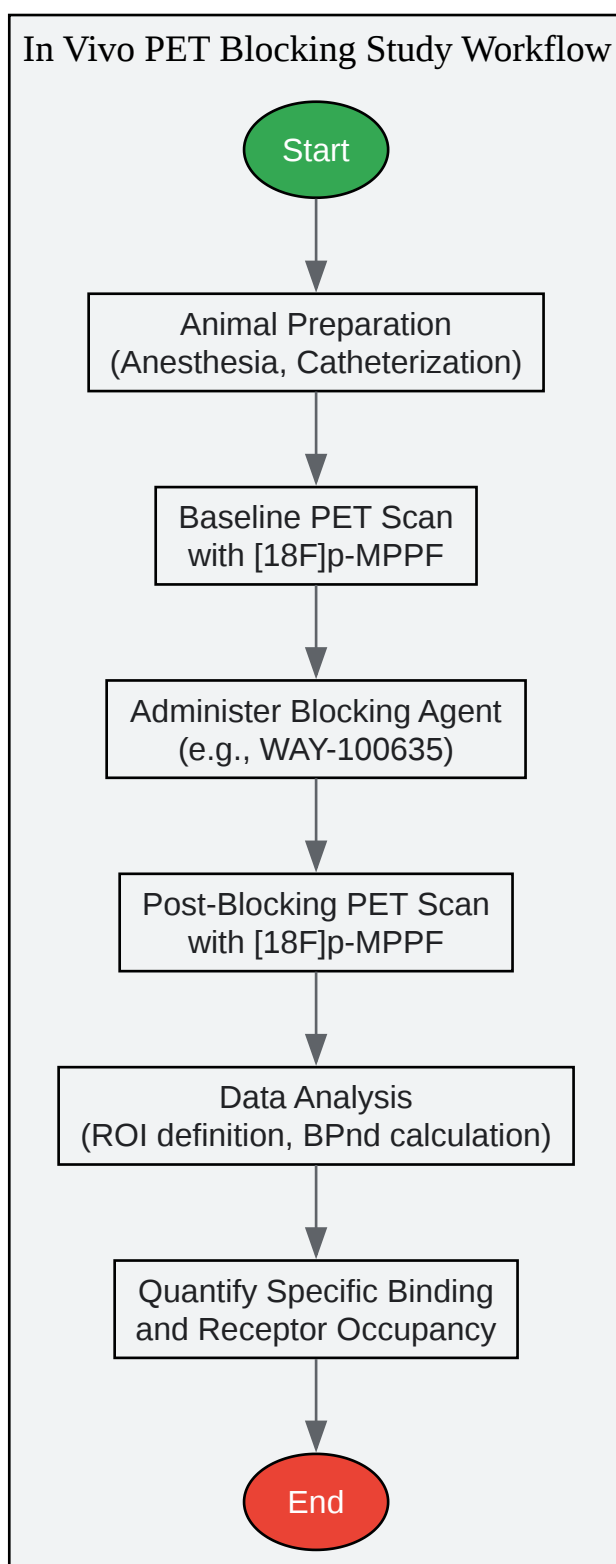 In Vivo PET Blocking Study Workflow
Start
Animal Preparation
(Anesthesia, Catheterization)
Baseline PET Scan
with [18F]p-MPPF
Administer Blocking Agent
(e.g., WAY-100635)
Post-Blocking PET Scan
with [18F]p-MPPF
Data Analysis
(ROI definition, BPnd calculation)
Quantify Specific Binding
and Receptor Occupancy
End